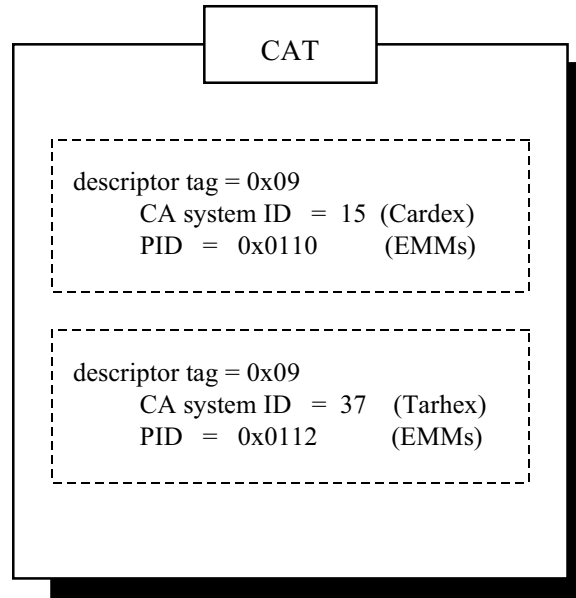 CAT
descriptor tag = 0x09
CA system ID = 15 (Cardex)
PID = 0x0110 (EMMs)
descriptor tag = 0x09
CA system ID = 37 (Tarhex)
PID = 0x0112 (EMMs)